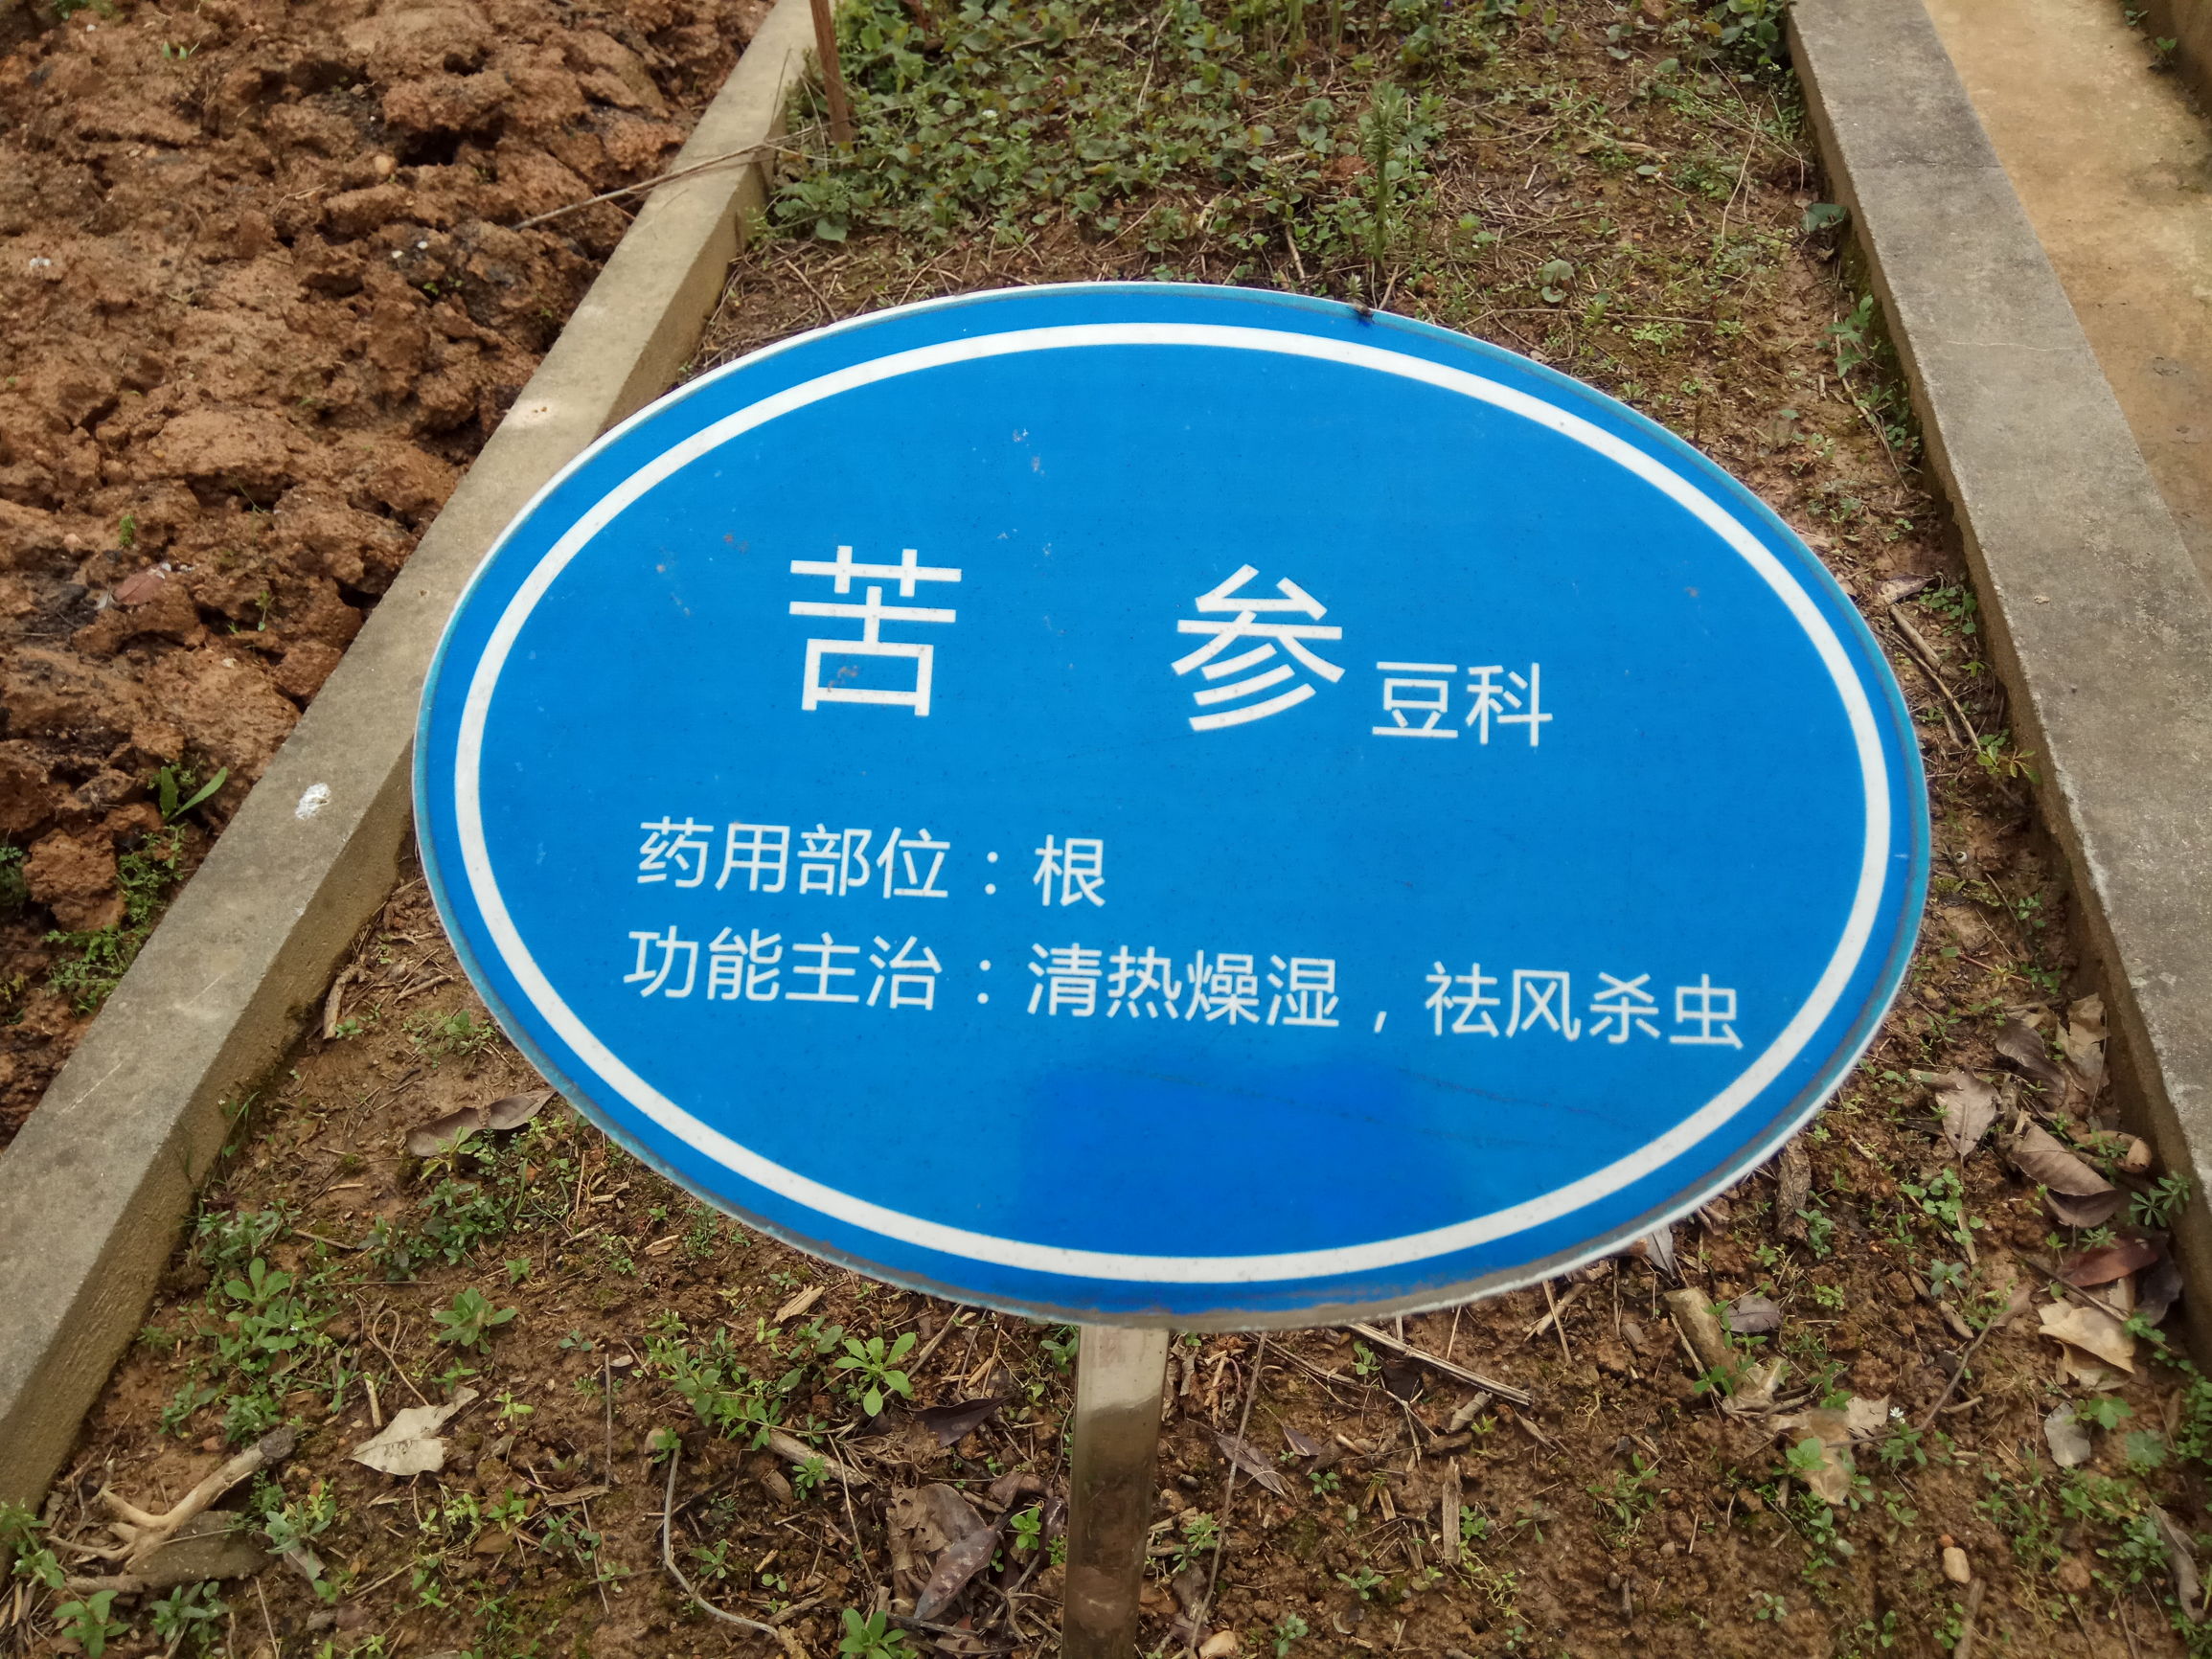 苦 参 豆科
药用部位：根
功能主治：清热燥湿，祛风杀虫